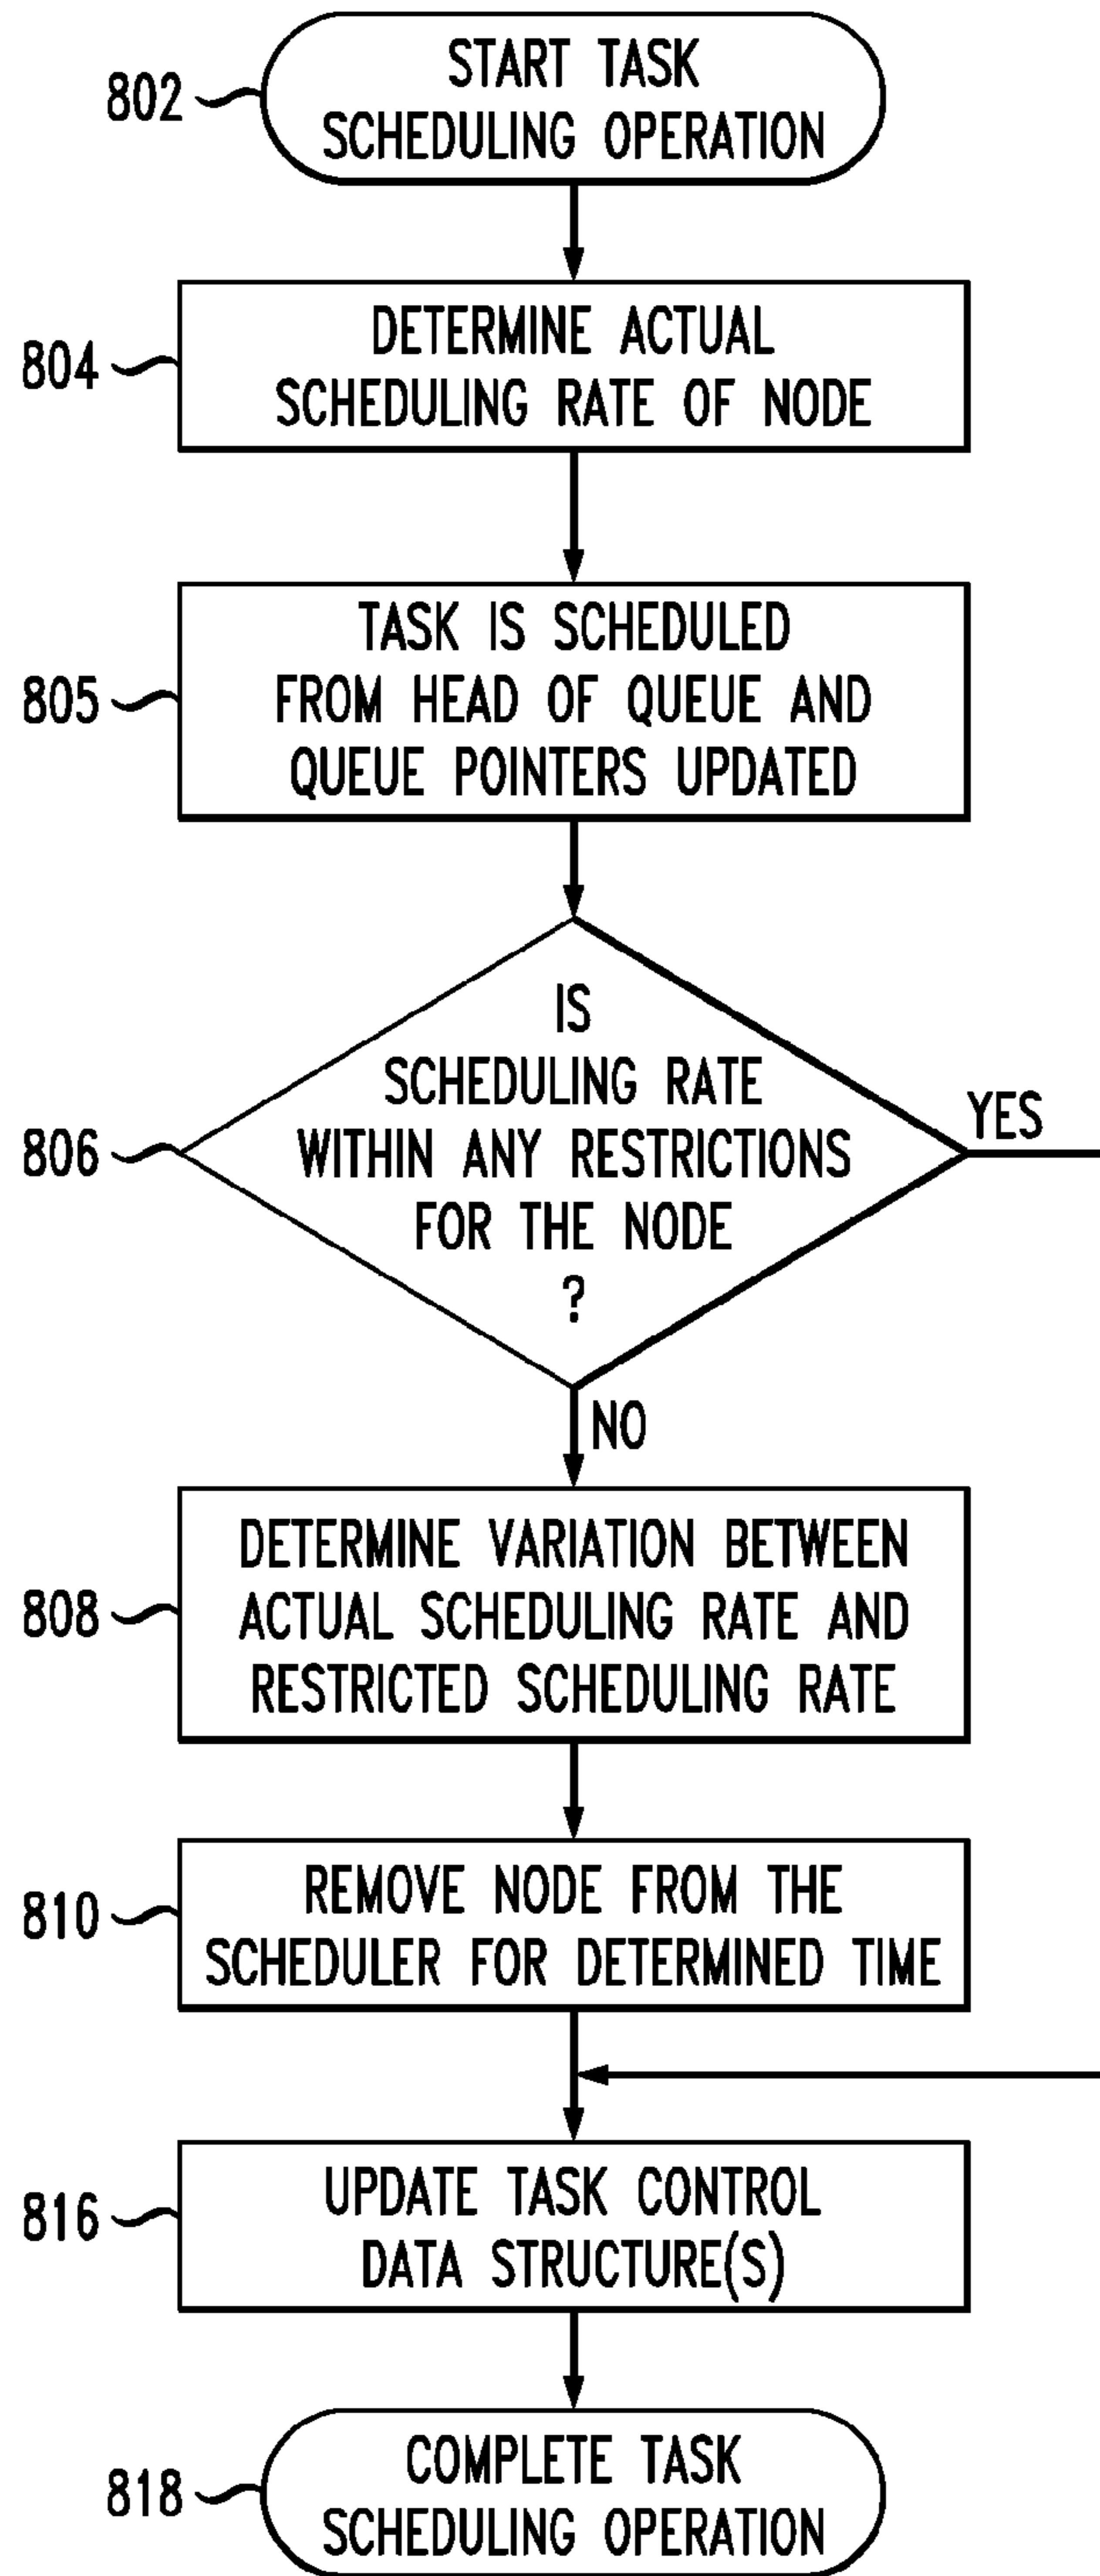 802
START TASK
SCHEDULING OPERATION
804
DETERMINE ACTUAL
SCHEDULING RATE OF NODE
805
TASK IS SCHEDULED
FROM HEAD OF QUEUE AND
QUEUE POINTERS UPDATED
806
IS
SCHEDULING RATE
WITHIN ANY RESTRICTIONS
FOR THE NODE
?
YES
NO
808
DETERMINE VARIATION BETWEEN
ACTUAL SCHEDULING RATE AND
RESTRICTED SCHEDULING RATE
810
REMOVE NODE FROM THE
SCHEDULER FOR DETERMINED TIME
816
UPDATE TASK CONTROL
DATA STRUCTURE(S)
818
COMPLETE TASK
SCHEDULING OPERATION